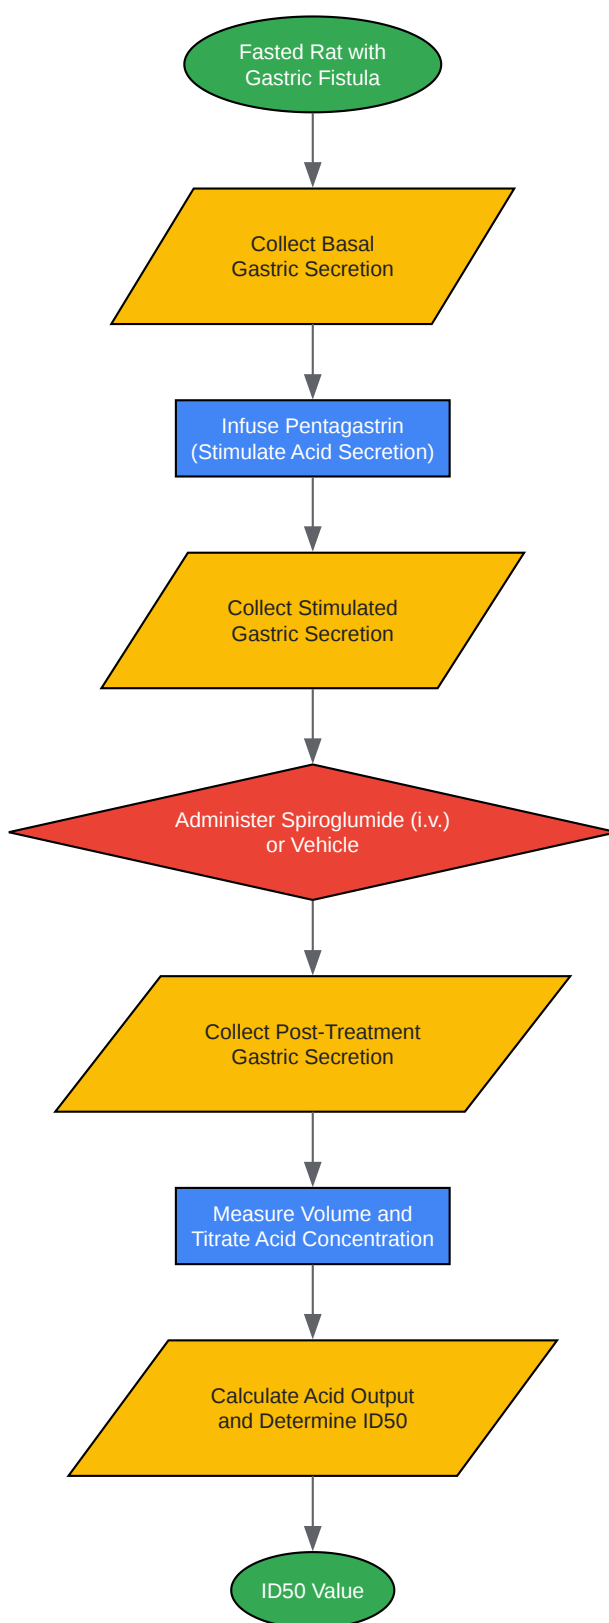 Fasted Rat with
Gastric Fistula
Collect Basal
Gastric Secretion
Infuse Pentagastrin
(Stimulate Acid Secretion)
Collect Stimulated
Gastric Secretion
Administer Spiroglumide (i.v.)
or Vehicle
Collect Post-Treatment
Gastric Secretion
Measure Volume and
Titrate Acid Concentration
Calculate Acid Output
and Determine ID50
ID50 Value